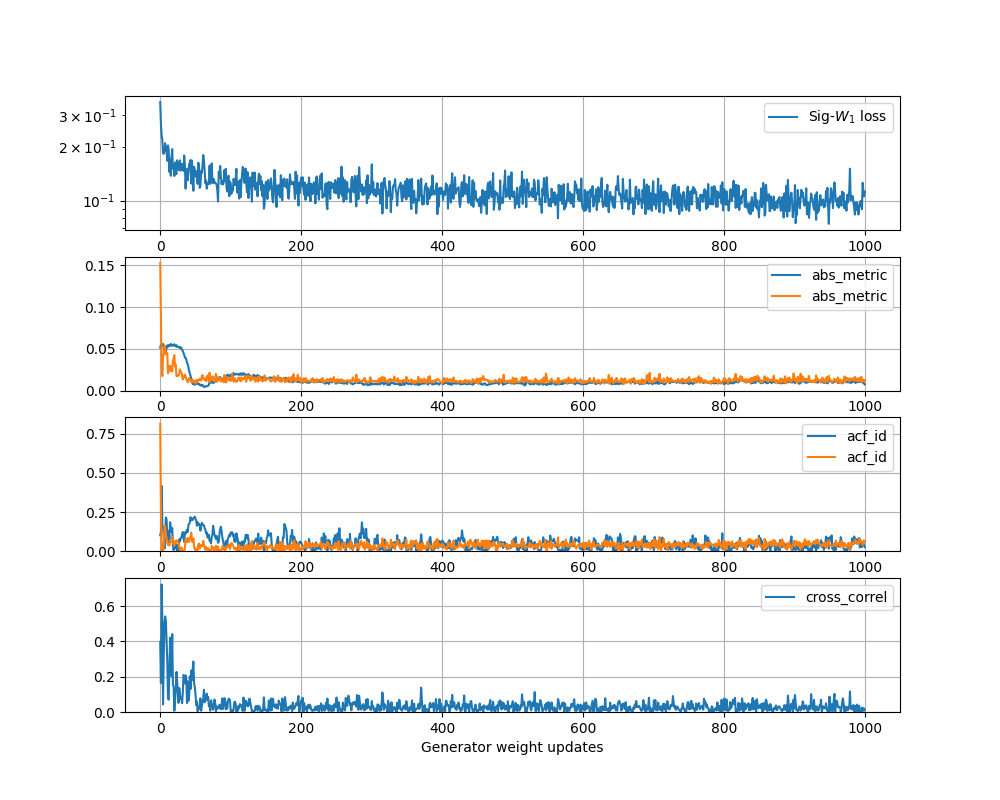 3 × 10⁻¹
2 × 10⁻¹
10⁻¹
Sig-W₁ loss
0 200 400 600 800 1000
0.15
0.10
0.05
0.00
abs_metric
abs_metric
0 200 400 600 800 1000
0.75
0.50
0.25
0.00
acf_id
acf_id
0 200 400 600 800 1000
0.6
0.4
0.2
0.0
cross_correl
0 200 400 600 800 1000
Generator weight updates